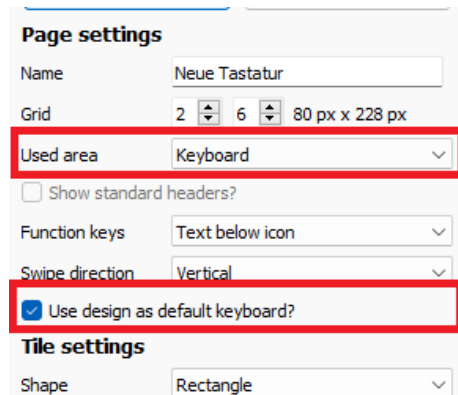 Page settings
Name Neue Tastatur
Grid 2 6 80 px x 228 px
Used area Keyboard
Show standard headers?
Function keys Text below icon
Swipe direction Vertical
Use design as default keyboard?
Tile settings
Shape Rectangle